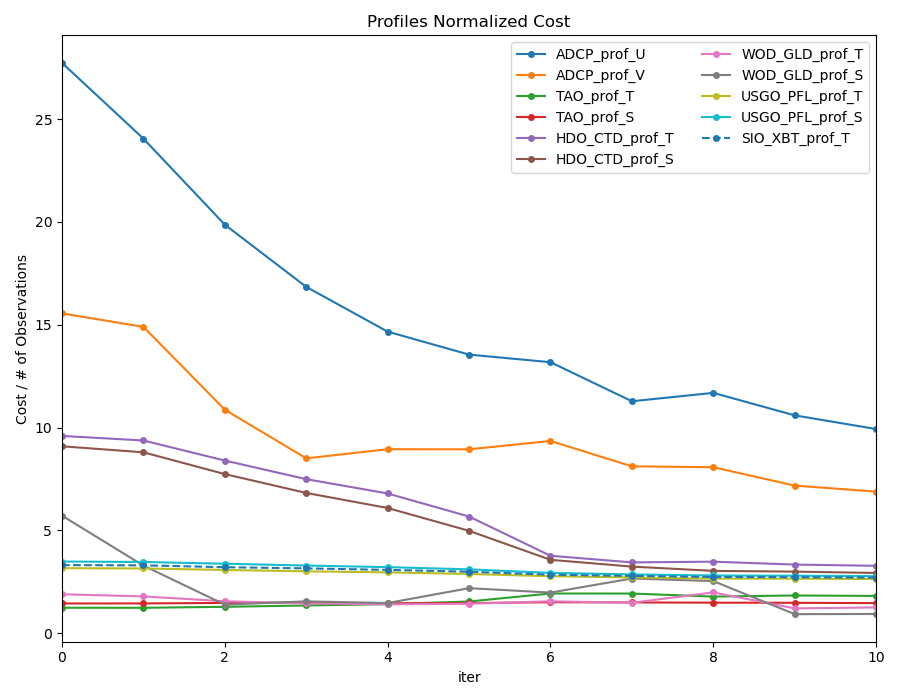 Profiles Normalized Cost
Cost / # of Observations
25
20
15
10
5
0
ADCP_prof_U
ADCP_prof_V
TAO_prof_T
TAO_prof_S
HDO_CTD_prof_T
HDO_CTD_prof_S
WOD_GLD_prof_T
WOD_GLD_prof_S
USGO_PFL_prof_T
USGO_PFL_prof_S
SIO_XBT_prof_T
0 2 4 6 8 10
iter